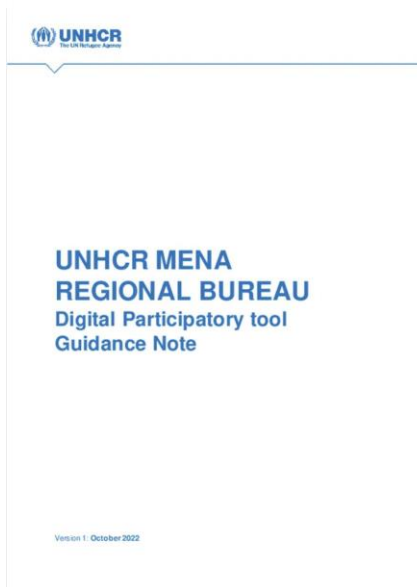 UNHCR
The UN Refugee Agency
UNHCR MENA
REGIONAL BUREAU
Digital Participatory tool
Guidance Note
Version 1: October 2022